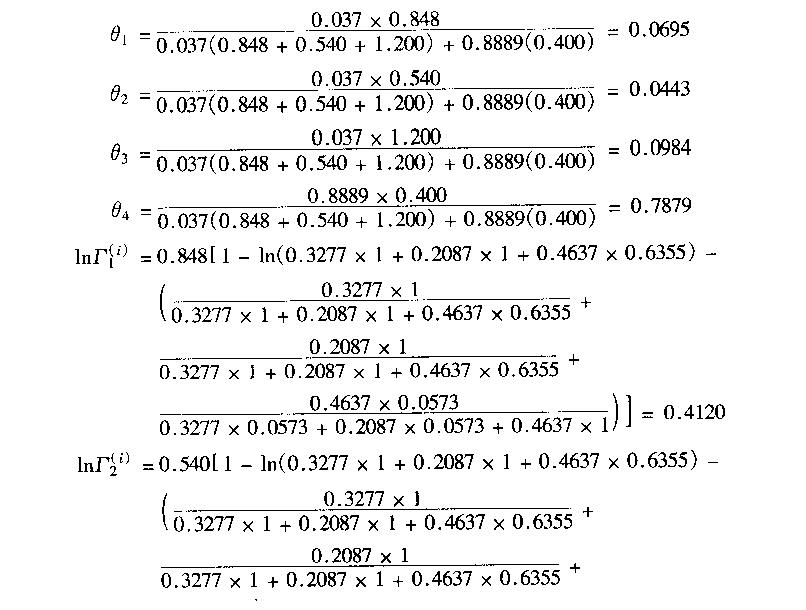 θ₁ = 0.037 × 0.848 / 0.037(0.848 + 0.540 + 1.200) + 0.8889(0.400) = 0.0695
θ₂ = 0.037 × 0.540 / 0.037(0.848 + 0.540 + 1.200) + 0.8889(0.400) = 0.0443
θ₃ = 0.037 × 1.200 / 0.037(0.848 + 0.540 + 1.200) + 0.8889(0.400) = 0.0984
θ₄ = 0.8889 × 0.400 / 0.037(0.848 + 0.540 + 1.200) + 0.8889(0.400) = 0.7879
lnΓ₁⁽ⁱ⁾ = 0.848[1 − ln(0.3277 × 1 + 0.2087 × 1 + 0.4637 × 0.6355) −
(0.3277 × 1 / 0.3277 × 1 + 0.2087 × 1 + 0.4637 × 0.6355 +
0.2087 × 1 / 0.3277 × 1 + 0.2087 × 1 + 0.4637 × 0.6355 +
0.4637 × 0.0573 / 0.3277 × 0.0573 + 0.2087 × 0.0573 + 0.4637 × 1)] = 0.4120
lnΓ₂⁽ⁱ⁾ = 0.540[1 − ln(0.3277 × 1 + 0.2087 × 1 + 0.4637 × 0.6355) −
(0.3277 × 1 / 0.3277 × 1 + 0.2087 × 1 + 0.4637 × 0.6355 +
0.2087 × 1 / 0.3277 × 1 + 0.2087 × 1 + 0.4637 × 0.6355 +